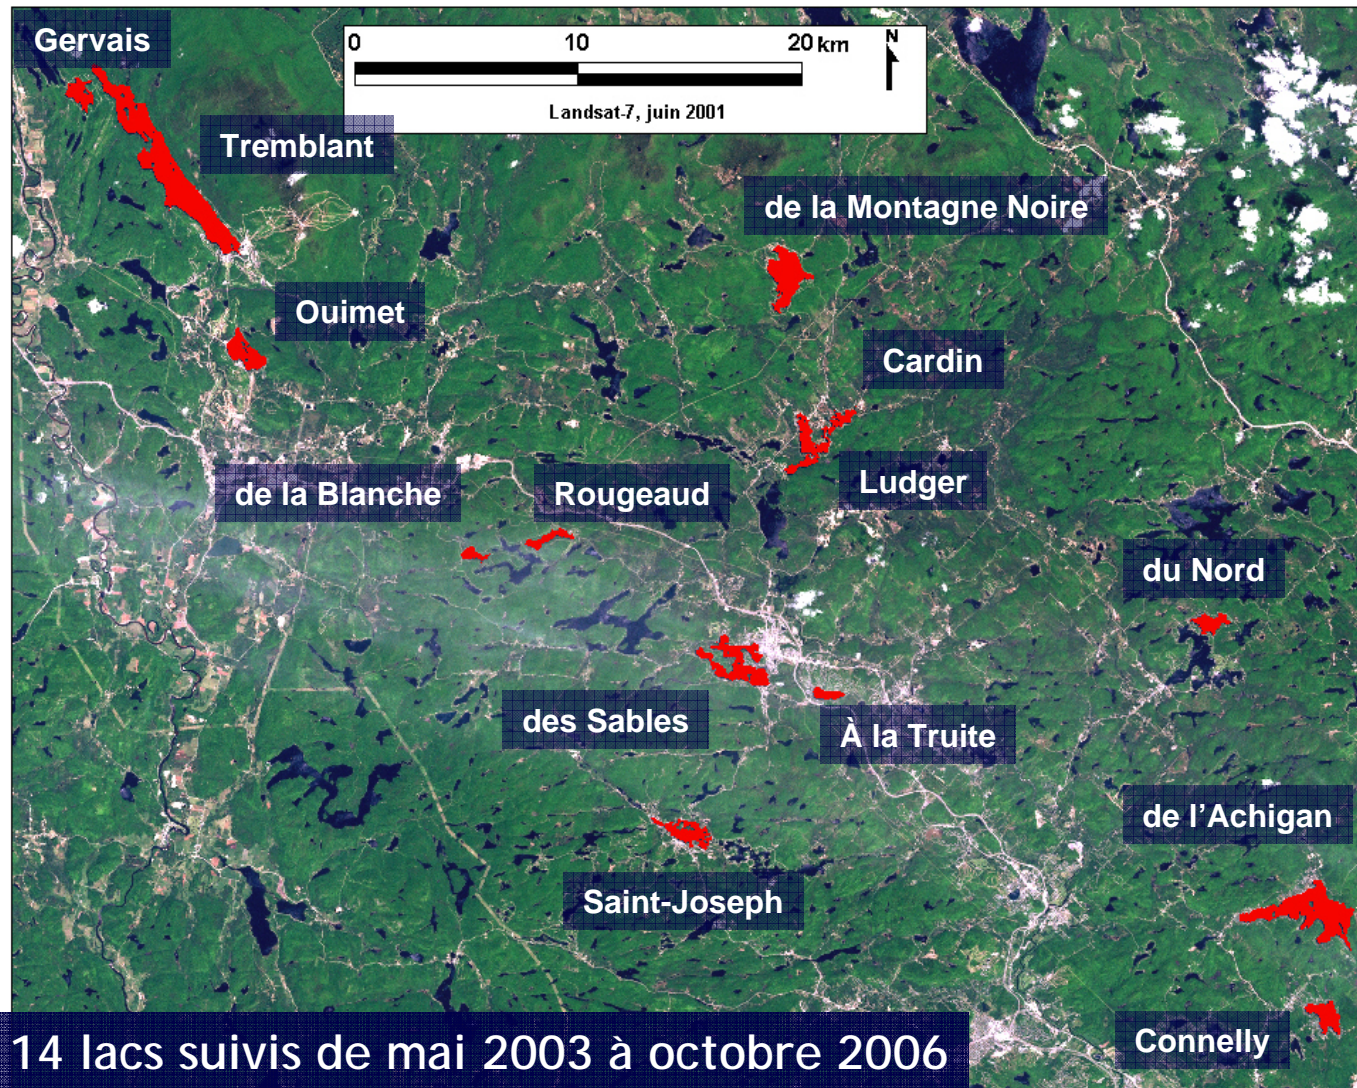 Gervais
0 10 20 km
N
Landsat-7, juin 2001
Tremblant
de la Montagne Noire
Ouimet
Cardin
de la Blanche
Rougeaud
Ludger
du Nord
des Sables
À la Truite
de l'Achigan
Saint-Joseph
Connelly
14 lacs suivis de mai 2003 à octobre 2006